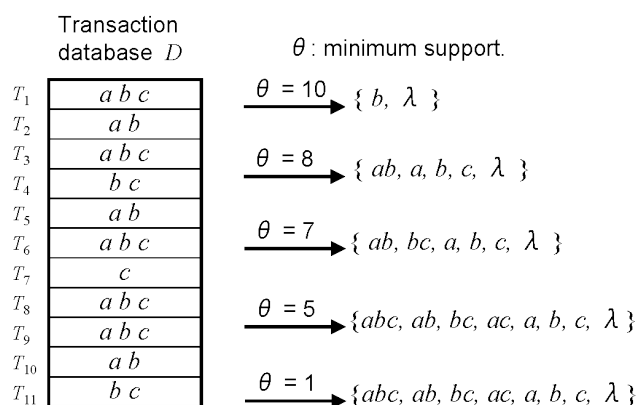 Transaction
database D
θ : minimum support.
T1 a b c
T2 a b
T3 a b c
T4 b c
T5 a b
T6 a b c
T7 c
T8 a b c
T9 a b c
T10 a b
T11 b c
θ = 10 { b, λ }
θ = 8 { ab, a, b, c, λ }
θ = 7 { ab, bc, a, b, c, λ }
θ = 5 {abc, ab, bc, ac, a, b, c, λ }
θ = 1 {abc, ab, bc, ac, a, b, c, λ }